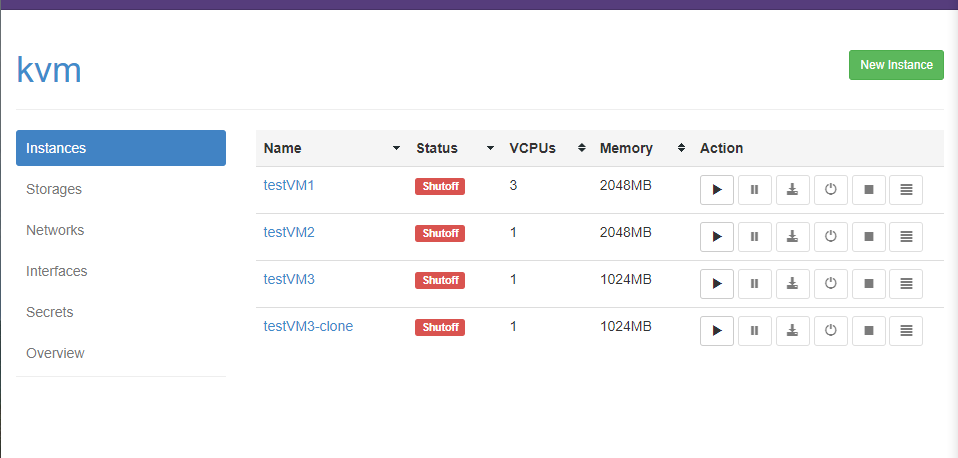 kvm
New Instance
Instances
Storages
Networks
Interfaces
Secrets
Overview
Name Status VCPUs Memory Action
testVM1 Shutoff 3 2048MB
testVM2 Shutoff 1 2048MB
testVM3 Shutoff 1 1024MB
testVM3-clone Shutoff 1 1024MB